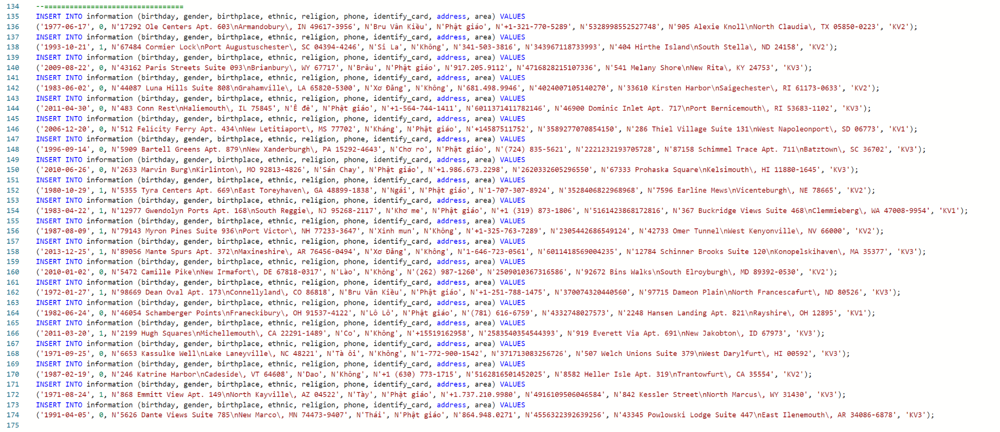 134 --=================================
135 INSERT INTO information (birthday, gender, birthplace, ethnic, religion, phone, identify_card, address, area) VALUES
136 ('1977-06-17', 0, N'17292 Ole Centers Apt. 603\nArmandobury\, IN 49617-3956', N'Bru Vân Kiều', N'Phật giáo', N'+1-321-770-5289', N'5328998552527748', N'905 Alexie Knoll\nNorth Claudia\, TX 05850-0223', 'KV2');
137 INSERT INTO information (birthday, gender, birthplace, ethnic, religion, phone, identify_card, address, area) VALUES
138 ('1993-10-21', 1, N'67484 Cormier Lock\nPort Augustuschester\, SC 04394-4246', N'Si La', N'Không', N'341-503-3816', N'343967118733993', N'404 Hirthe Island\nSouth Stella\, ND 24158', 'KV2');
139 INSERT INTO information (birthday, gender, birthplace, ethnic, religion, phone, identify_card, address, area) VALUES
140 ('2009-08-22', 0, N'43162 Paris Streets Suite 093\nBrianbury\, WY 67717', N'Brâu', N'Phật giáo', N'917.205.9112', N'4716828215107336', N'541 Melany Shore\nNew Rita\, KY 24753', 'KV3');
141 INSERT INTO information (birthday, gender, birthplace, ethnic, religion, phone, identify_card, address, area) VALUES
142 ('1983-06-02', 0, N'44087 Luna Hills Suite 808\nGrahamville\, LA 65820-5300', N'Xơ Đăng', N'Không', N'681.498.9946', N'4024007105140270', N'33610 Kirsten Harbor\nSaigechester\, RI 61173-0633', 'KV2');
143 INSERT INTO information (birthday, gender, birthplace, ethnic, religion, phone, identify_card, address, area) VALUES
144 ('2011-04-30', 0, N'483 Conn Rest\nHaliemouth\, IL 75845', N'Ê đê', N'Phật giáo', N'+1-564-744-1411', N'6011371411782146', N'46900 Dominic Inlet Apt. 717\nPort Bernicemouth\, RI 53683-1102', 'KV3');
145 INSERT INTO information (birthday, gender, birthplace, ethnic, religion, phone, identify_card, address, area) VALUES
146 ('2006-12-20', 0, N'512 Felicity Ferry Apt. 434\nNew Letitiaport\, MS 77702', N'Kháng', N'Phật giáo', N'+14587511752', N'3589277070854150', N'286 Thiel Village Suite 131\nWest Napoleonport\, SD 06773', 'KV1');
147 INSERT INTO information (birthday, gender, birthplace, ethnic, religion, phone, identify_card, address, area) VALUES
148 ('1996-09-14', 0, N'5909 Bartell Greens Apt. 879\nNew Xanderburgh\, PA 15292-4643', N'Chơ ro', N'Phật giáo', N'(724) 835-5621', N'2221232193705728', N'87158 Schimmel Trace Apt. 711\nBatztown\, SC 36702', 'KV3');
149 INSERT INTO information (birthday, gender, birthplace, ethnic, religion, phone, identify_card, address, area) VALUES
150 ('2010-06-26', 0, N'2633 Marvin Burg\nKirlinton\, MO 92813-4826', N'Sán Chay', N'Phật giáo', N'+1.986.673.2298', N'2620332605296550', N'67333 Prohaska Square\nKelsimouth\, HI 11880-1645', 'KV3');
151 INSERT INTO information (birthday, gender, birthplace, ethnic, religion, phone, identify_card, address, area) VALUES
152 ('1980-10-29', 1, N'5355 Tyra Centers Apt. 669\nEast Toreyhaven\, GA 48899-1838', N'Ngái', N'Phật giáo', N'1-707-307-8924', N'3528406822968968', N'7596 Earline Mews\nVicenteburgh\, NE 78665', 'KV2');
153 INSERT INTO information (birthday, gender, birthplace, ethnic, religion, phone, identify_card, address, area) VALUES
154 ('1983-04-22', 1, N'12977 Gwendolyn Ports Apt. 168\nSouth Reggie\, NJ 95268-2117', N'Khơ me', N'Phật giáo', N'+1 (319) 873-1806', N'5161423868172816', N'367 Buckridge Views Suite 468\nClemmieberg\, WA 47008-9954', 'KV1');
155 INSERT INTO information (birthday, gender, birthplace, ethnic, religion, phone, identify_card, address, area) VALUES
156 ('1987-08-09', 1, N'79143 Myron Pines Suite 936\nPort Victor\, NH 77233-3647', N'Xinh mun', N'Không', N'+1-325-763-7289', N'2305442686549124', N'42733 Omer Tunnel\nWest Kenyonville\, NV 66000', 'KV2');
157 INSERT INTO information (birthday, gender, birthplace, ethnic, religion, phone, identify_card, address, area) VALUES
158 ('2013-12-25', 1, N'89056 Mante Spurs Apt. 372\nMaxineshire\, AR 76456-0494', N'Xơ Đăng', N'Không', N'1-646-723-0561', N'6011418569004235', N'12784 Schinner Brooks Suite 120\nKonopelskihaven\, MA 35377', 'KV3');
159 INSERT INTO information (birthday, gender, birthplace, ethnic, religion, phone, identify_card, address, area) VALUES
160 ('2010-01-02', 0, N'5472 Camille Pike\nNew Irmafort\, DE 67818-0317', N'Lào', N'Không', N'(262) 987-1260', N'2509010367316586', N'92672 Bins Walks\nSouth Elroyburgh\, MD 89392-0530', 'KV2');
161 INSERT INTO information (birthday, gender, birthplace, ethnic, religion, phone, identify_card, address, area) VALUES
162 ('1972-01-27', 1, N'98669 Dean Oval Apt. 173\nConnellyland\, CO 86818', N'Bru Vân Kiều', N'Phật giáo', N'+1-251-788-1475', N'370074320440560', N'97715 Dameon Plain\nNorth Francescafurt\, ND 80526', 'KV3');
163 INSERT INTO information (birthday, gender, birthplace, ethnic, religion, phone, identify_card, address, area) VALUES
164 ('1982-06-24', 0, N'46054 Schamberger Points\nFraneckibury\, OH 91537-4122', N'Lô Lô', N'Phật giáo', N'(781) 616-6759', N'4332748027573', N'2248 Hansen Landing Apt. 821\nRayshire\, OH 12895', 'KV1');
165 INSERT INTO information (birthday, gender, birthplace, ethnic, religion, phone, identify_card, address, area) VALUES
166 ('2011-03-20', 1, N'2199 Hugh Squares\nMichellemouth\, CA 22291-1489', N'Co', N'Không', N'+15519162958', N'2583540354544393', N'919 Everett Via Apt. 691\nNew Jakobton\, ID 67973', 'KV3');
167 INSERT INTO information (birthday, gender, birthplace, ethnic, religion, phone, identify_card, address, area) VALUES
168 ('1971-09-25', 0, N'6653 Kassulke Well\nLake Laneyville\, NC 48221', N'Tà ôi', N'Không', N'1-772-900-1542', N'371713083256726', N'507 Welch Unions Suite 379\nWest Darylfurt\, HI 00592', 'KV3');
169 INSERT INTO information (birthday, gender, birthplace, ethnic, religion, phone, identify_card, address, area) VALUES
170 ('1987-02-19', 0, N'246 Katrine Harbor\nCadeside\, VT 64608', N'Dao', N'Không', N'+1 (630) 773-1715', N'5162816501452025', N'8582 Heller Isle Apt. 319\nTrantowfurt\, CA 35554', 'KV2');
171 INSERT INTO information (birthday, gender, birthplace, ethnic, religion, phone, identify_card, address, area) VALUES
172 ('1971-08-24', 1, N'868 Emmitt View Apt. 149\nNorth Kayville\, AZ 04522', N'Tày', N'Phật giáo', N'+1.737.210.9980', N'4916109506046584', N'842 Kessler Street\nNorth Marcus\, WY 31430', 'KV3');
173 INSERT INTO information (birthday, gender, birthplace, ethnic, religion, phone, identify_card, address, area) VALUES
174 ('1991-04-05', 0, N'5626 Dante Views Suite 785\nNew Marco\, MN 74473-9407', N'Thái', N'Phật giáo', N'864.948.0271', N'4556322392639256', N'43345 Powlowski Lodge Suite 447\nEast Ilenemouth\, AR 34086-6878', 'KV3');
175